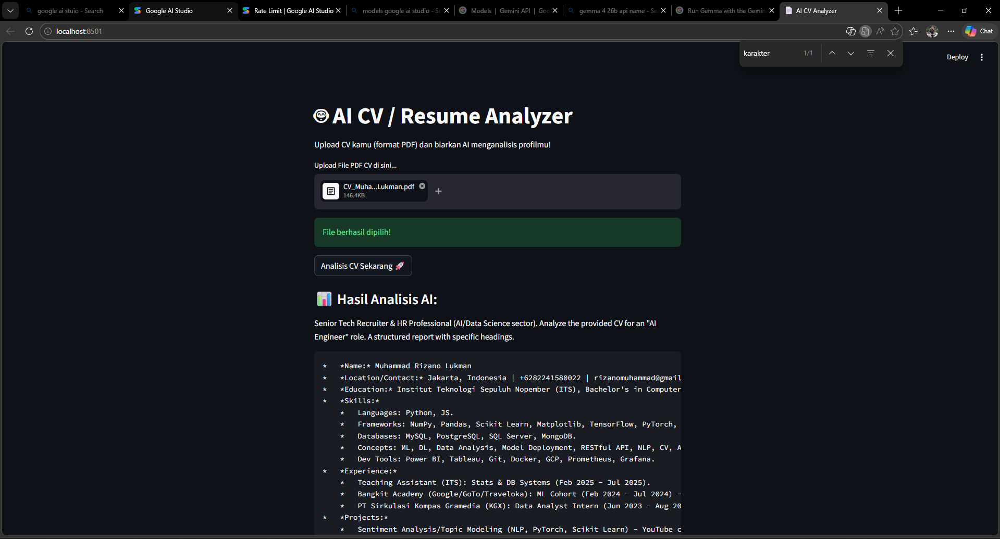 google ai stuio - Search
Google AI Studio
Rate Limit | Google AI Studio
models google ai studio - Se
Models | Gemini API | Goo
gemma 4 26b api name - Se
Run Gemma with the Gemin
AI CV Analyzer
localhost:8501
Chat
karakter
1/1
Deploy
AI CV / Resume Analyzer
Upload CV kamu (format PDF) dan biarkan AI menganalisis profilmu!
Upload File PDF CV di sini...
CV_Muha...Lukman.pdf
146.4KB
File berhasil dipilih!
Analisis CV Sekarang 🚀
📊 Hasil Analisis AI:
Senior Tech Recruiter & HR Professional (AI/Data Science sector). Analyze the provided CV for an "AI
Engineer" role. A structured report with specific headings.
* *Name:* Muhammad Rizano Lukman
* *Location/Contact:* Jakarta, Indonesia | +6282241580022 | rizanomuhammad@gmail
* *Education:* Institut Teknologi Sepuluh Nopember (ITS), Bachelor's in Computer
* *Skills:*
* Languages: Python, JS.
* Frameworks: NumPy, Pandas, Scikit Learn, Matplotlib, TensorFlow, PyTorch,
* Databases: MySQL, PostgreSQL, SQL Server, MongoDB.
* Concepts: ML, DL, Data Analysis, Model Deployment, RESTful API, NLP, CV, A
* Dev Tools: Power BI, Tableau, Git, Docker, GCP, Prometheus, Grafana.
* *Experience:*
* Teaching Assistant (ITS): Stats & DB Systems (Feb 2025 - Jul 2025).
* Bangkit Academy (Google/GoTo/Traveloka): ML Cohort (Feb 2024 - Jul 2024) -
* PT Sirkulasi Kompas Gramedia (KGX): Data Analyst Intern (Jun 2023 - Aug 20
* *Projects:*
* Sentiment Analysis/Topic Modeling (NLP, PyTorch, Scikit Learn) - YouTube c